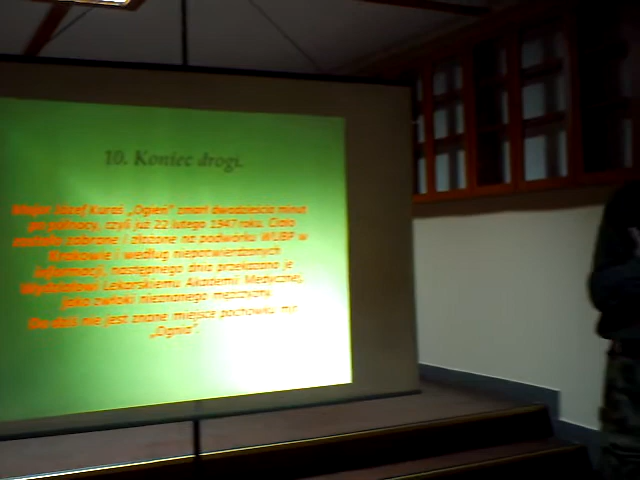 10. Koniec drogi.
Major Józef Kuraś „Ogień” zmarł dwadzieścia minut
po północy, czyli już 22 lutego 1947 roku. Ciało
zostało zabrane i złożone na podwórku WUBP w
Krakowie i według niepotwierdzonych
informacji, następnego dnia przekazano je
Wydziałowi Lekarskiemu Akademii Medycznej,
jako zwłoki nieznanego mężczyzny.
Do dziś nie jest znane miejsce pochówku mjr
„Ognia”